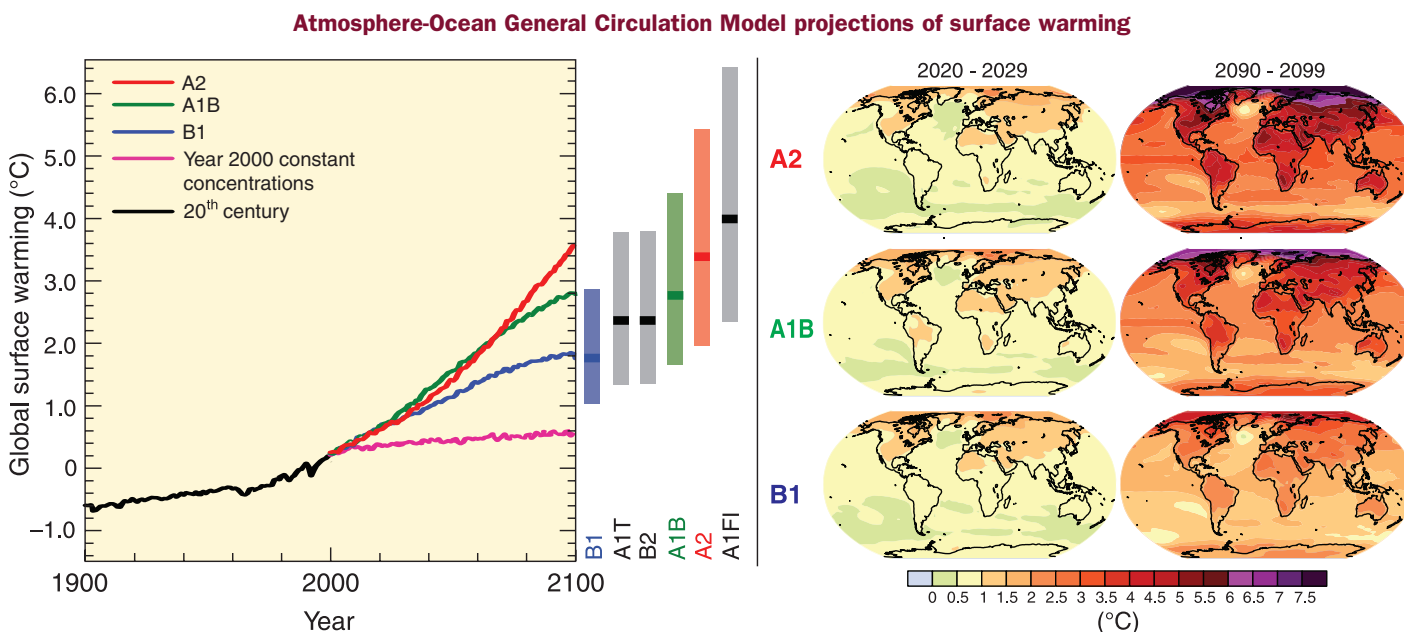 Atmosphere-Ocean General Circulation Model projections of surface warming
A2
A1B
B1
Year 2000 constant
concentrations
20th century
Global surface warming (°C)
6.0
5.0
4.0
3.0
2.0
1.0
0
–1.0
1900
2000
2100
Year
B1
A1T
B2
A1B
A2
A1FI
2020 - 2029
2090 - 2099
A2
A1B
B1
0 0.5 1 1.5 2 2.5 3 3.5 4 4.5 5 5.5 6 6.5 7 7.5
(°C)